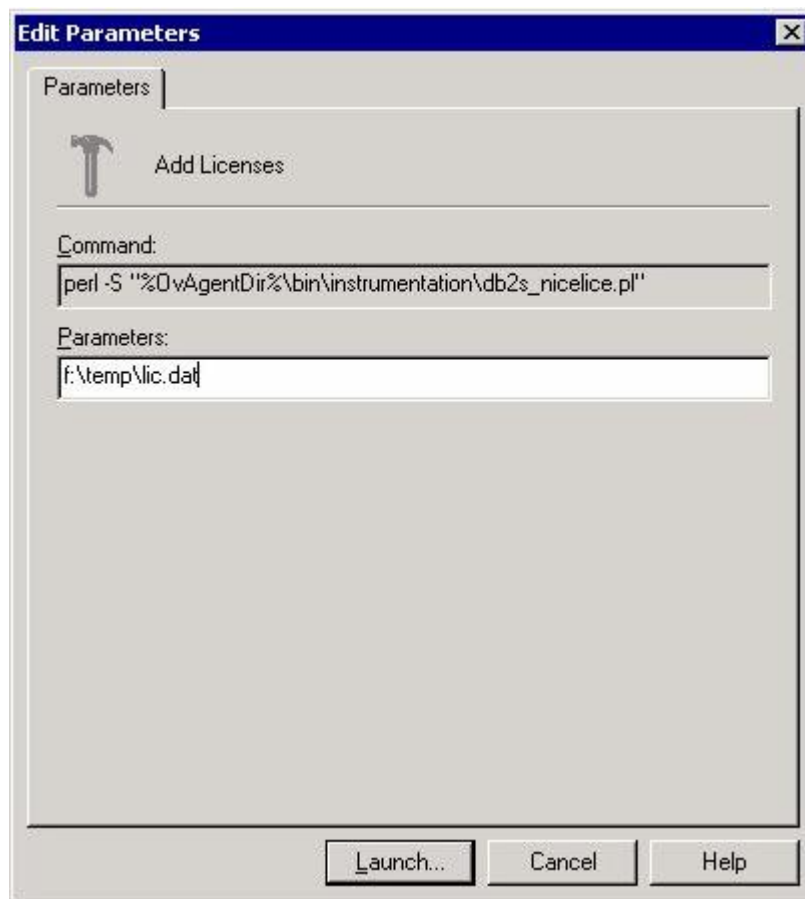 Edit Parameters
Parameters
Add Licenses
Command:
perl -S "%OvAgentDir%\bin\instrumentation\db2s_nicelice.pl"
Parameters:
f:\temp\lic.dat
Launch... Cancel Help